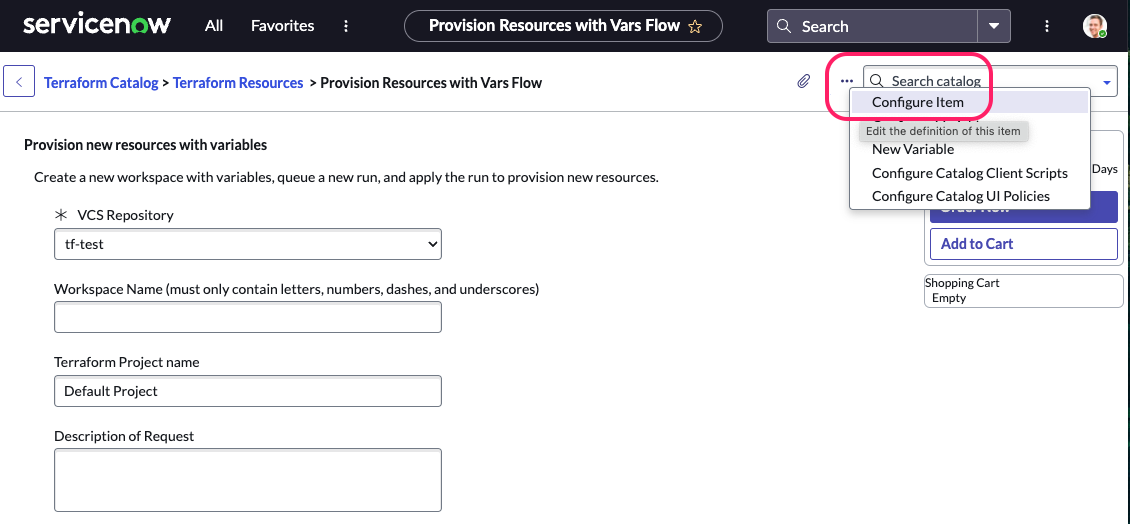 servicenow All Favorites Provision Resources with Vars Flow Search
Terraform Catalog > Terraform Resources > Provision Resources with Vars Flow
Search catalog
Configure Item
Edit the definition of this item
New Variable
Configure Catalog Client Scripts
Configure Catalog UI Policies
Days
Order Now
Add to Cart
Shopping Cart
Empty
Provision new resources with variables
Create a new workspace with variables, queue a new run, and apply the run to provision new resources.
VCS Repository
tf-test
Workspace Name (must only contain letters, numbers, dashes, and underscores)
Terraform Project name
Default Project
Description of Request